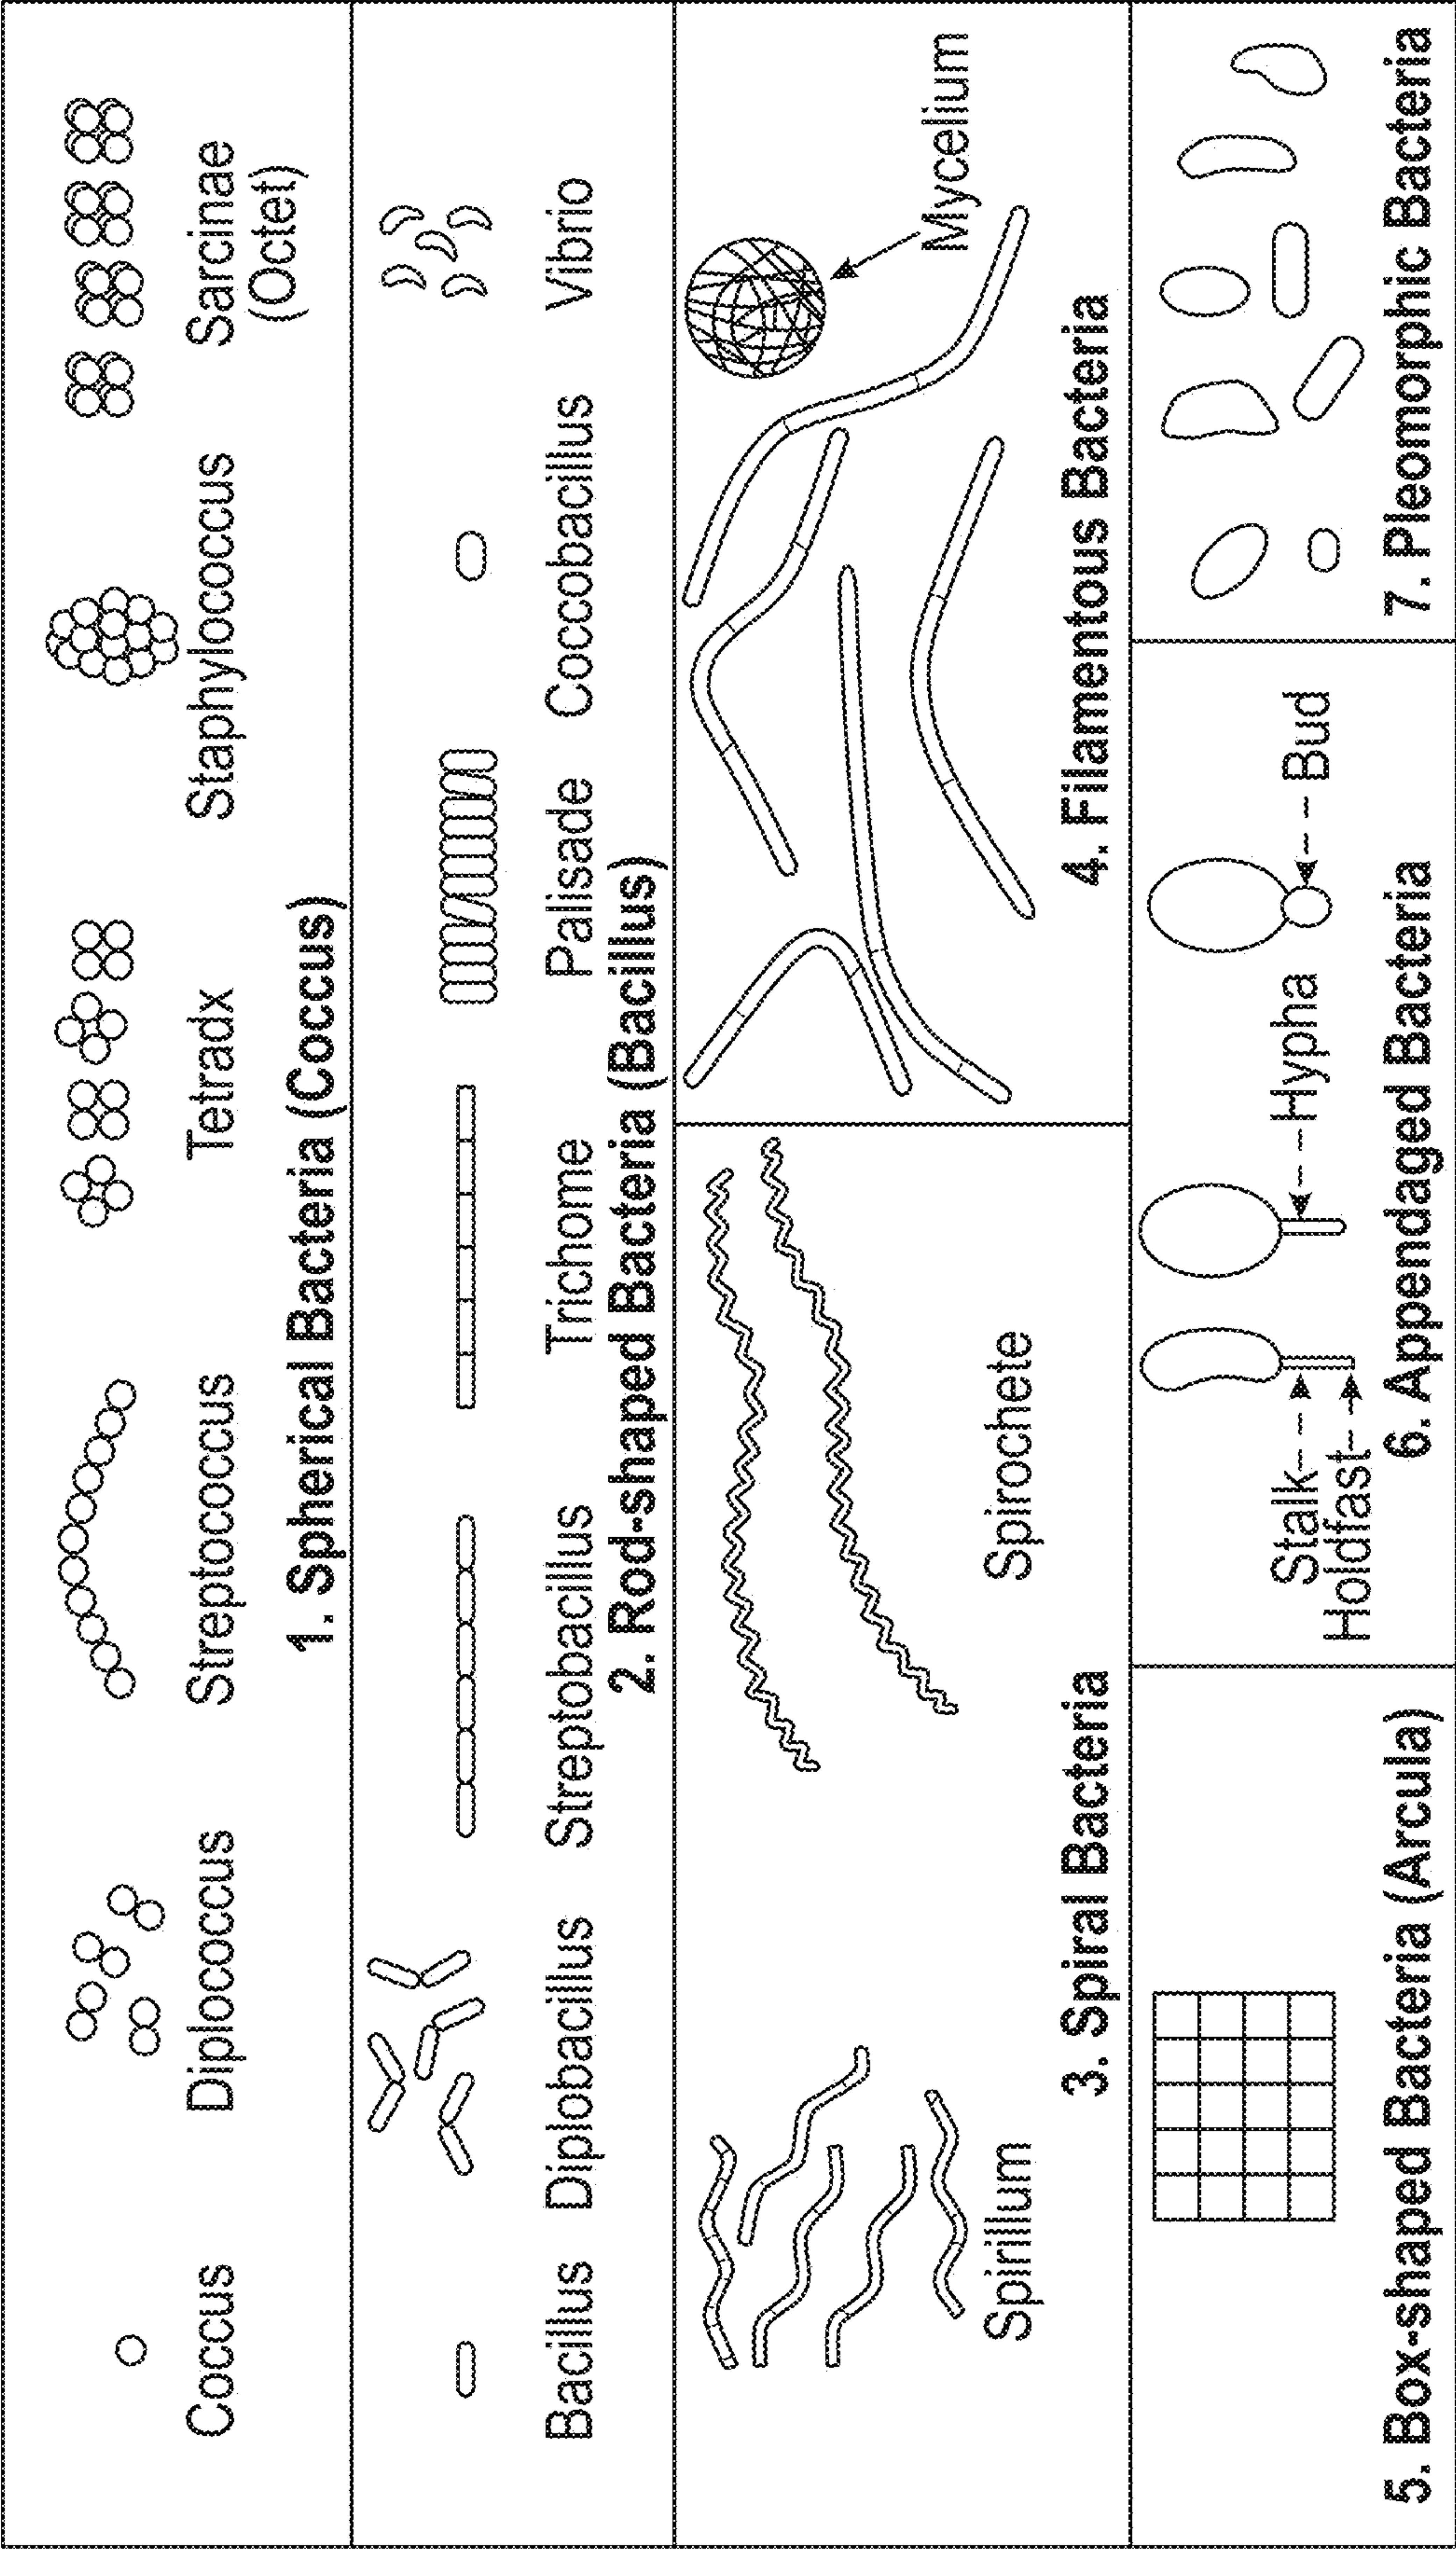 Coccus
Diplococcus
Streptococcus
Tetradx
Staphylococcus
Sarcinae
(Octet)
1. Spherical Bacteria (Coccus)
Bacillus
Diplobacillus
Streptobacillus
Trichome
Palisade
Coccobacillus
Vibrio
2. Rod-shaped Bacteria (Bacillus)
Spirillum
Spirochete
3. Spiral Bacteria
Mycelium
4. Filamentous Bacteria
5. Box-shaped Bacteria (Arcula)
Stalk
Holdfast
Hypha
Bud
6. Appendaged Bacteria
7. Pleomorphic Bacteria